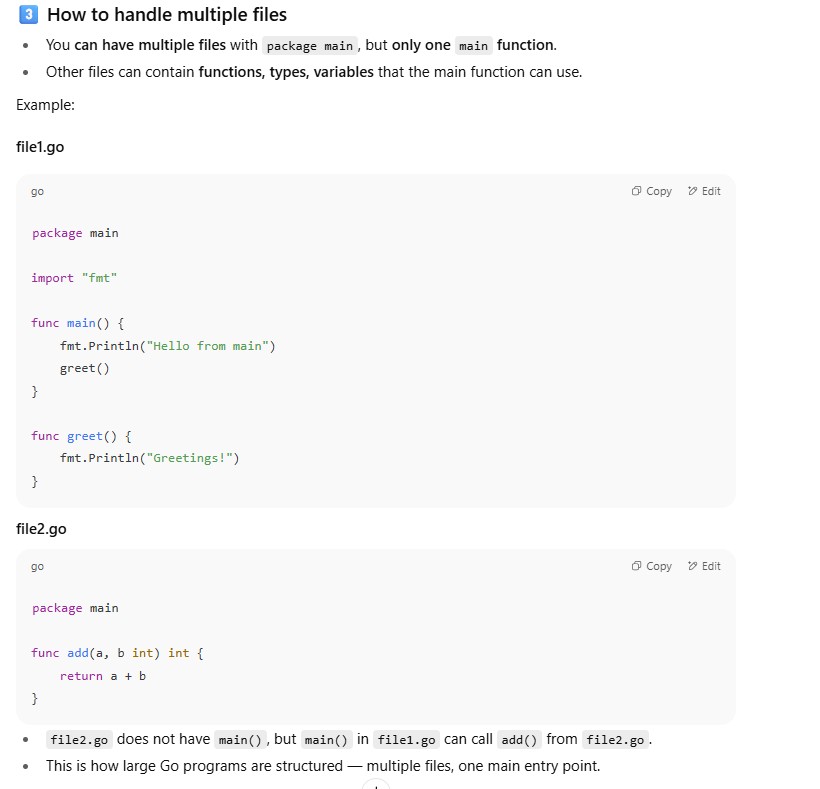 3 How to handle multiple files
• You can have multiple files with package main, but only one main function.
• Other files can contain functions, types, variables that the main function can use.
Example:
file1.go
go Copy Edit
package main
import "fmt"
func main() {
    fmt.Println("Hello from main")
    greet()
}
func greet() {
    fmt.Println("Greetings!")
}
file2.go
go Copy Edit
package main
func add(a, b int) int {
    return a + b
}
• file2.go does not have main(), but main() in file1.go can call add() from file2.go.
• This is how large Go programs are structured — multiple files, one main entry point.